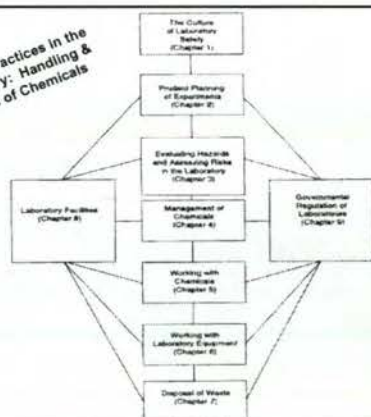 actices in the
y: Handling &
of Chemicals
The Culture
of Laboratory
Safety
(Chapter 1)
Prudent Planning
of Experiments
(Chapter 2)
Evaluating Hazards
and Assessing Risks
in the Laboratory
(Chapter 3)
Laboratory Facilities
(Chapter 8)
Management of
Chemicals
(Chapter 4)
Governmental
Regulation of
Laboratories
(Chapter 9)
Working with
Chemicals
(Chapter 5)
Working with
Laboratory Equipment
(Chapter 6)
Disposal of Waste
(Chapter 7)